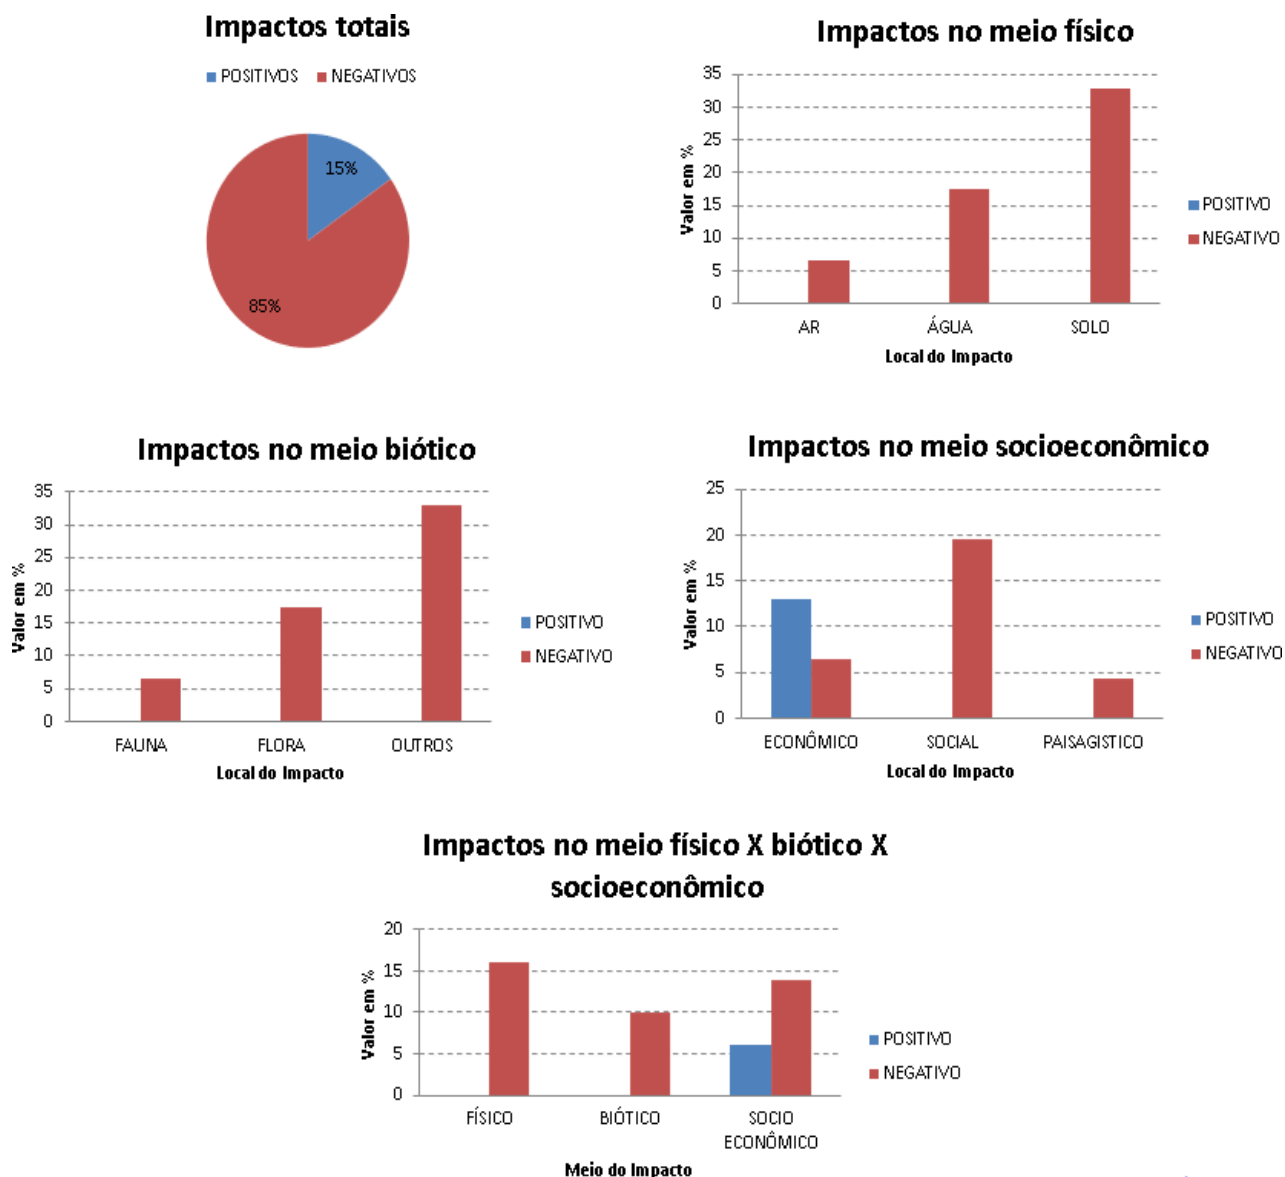 Impactos totais
POSITIVOS NEGATIVOS
15%
85%
Impactos no meio físico
35
30
25
20
15
10
5
0
Valor em %
AR ÁGUA SOLO
Local do Impacto
POSITIVO
NEGATIVO
Impactos no meio biótico
35
30
25
20
15
10
5
0
Valor em %
FAUNA FLORA OUTROS
Local do Impacto
POSITIVO
NEGATIVO
Impactos no meio socioeconômico
25
20
15
10
5
0
Valor em %
ECONÔMICO SOCIAL PAISAGISTICO
Local do Impacto
POSITIVO
NEGATIVO
Impactos no meio físico X biótico X
socioeconômico
20
15
10
5
0
Valor em %
FÍSICO BIÓTICO SOCIO
ECONÔMICO
Meio do Impacto
POSITIVO
NEGATIVO